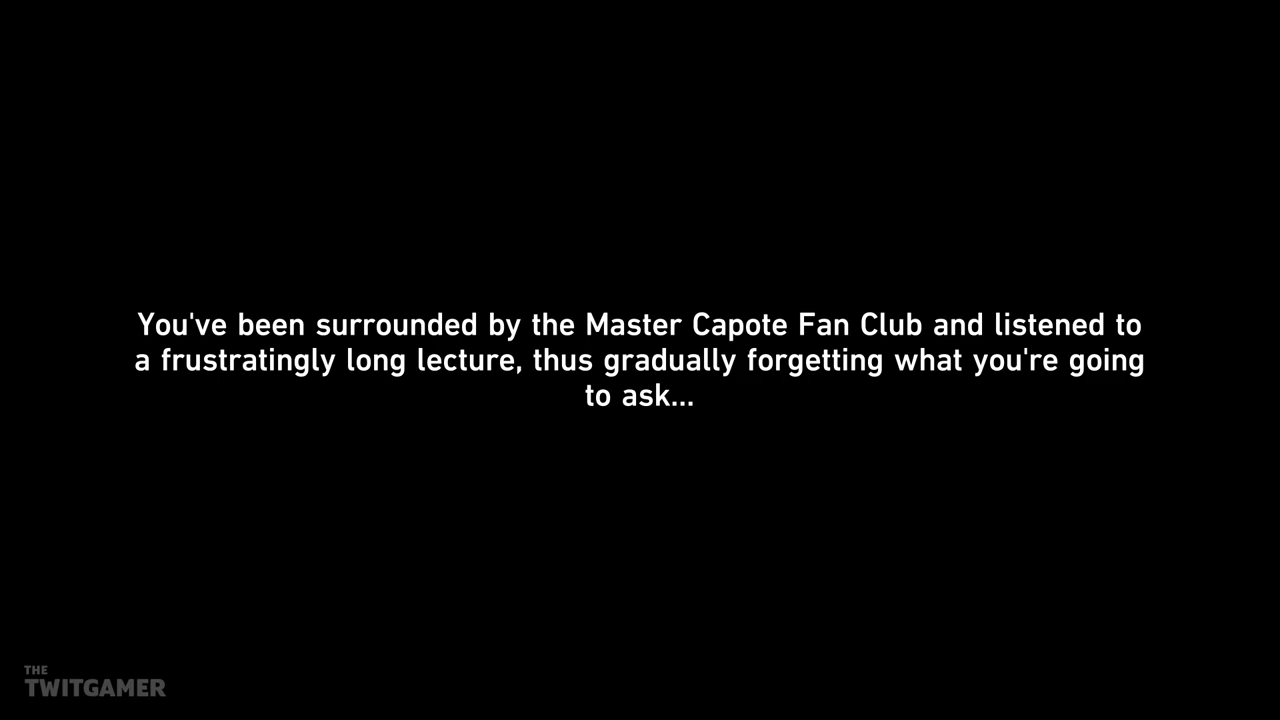 You've been surrounded by the Master Capote Fan Club and listened to
a frustratingly long lecture, thus gradually forgetting what you're going
to ask...
THE
TWITGAMER